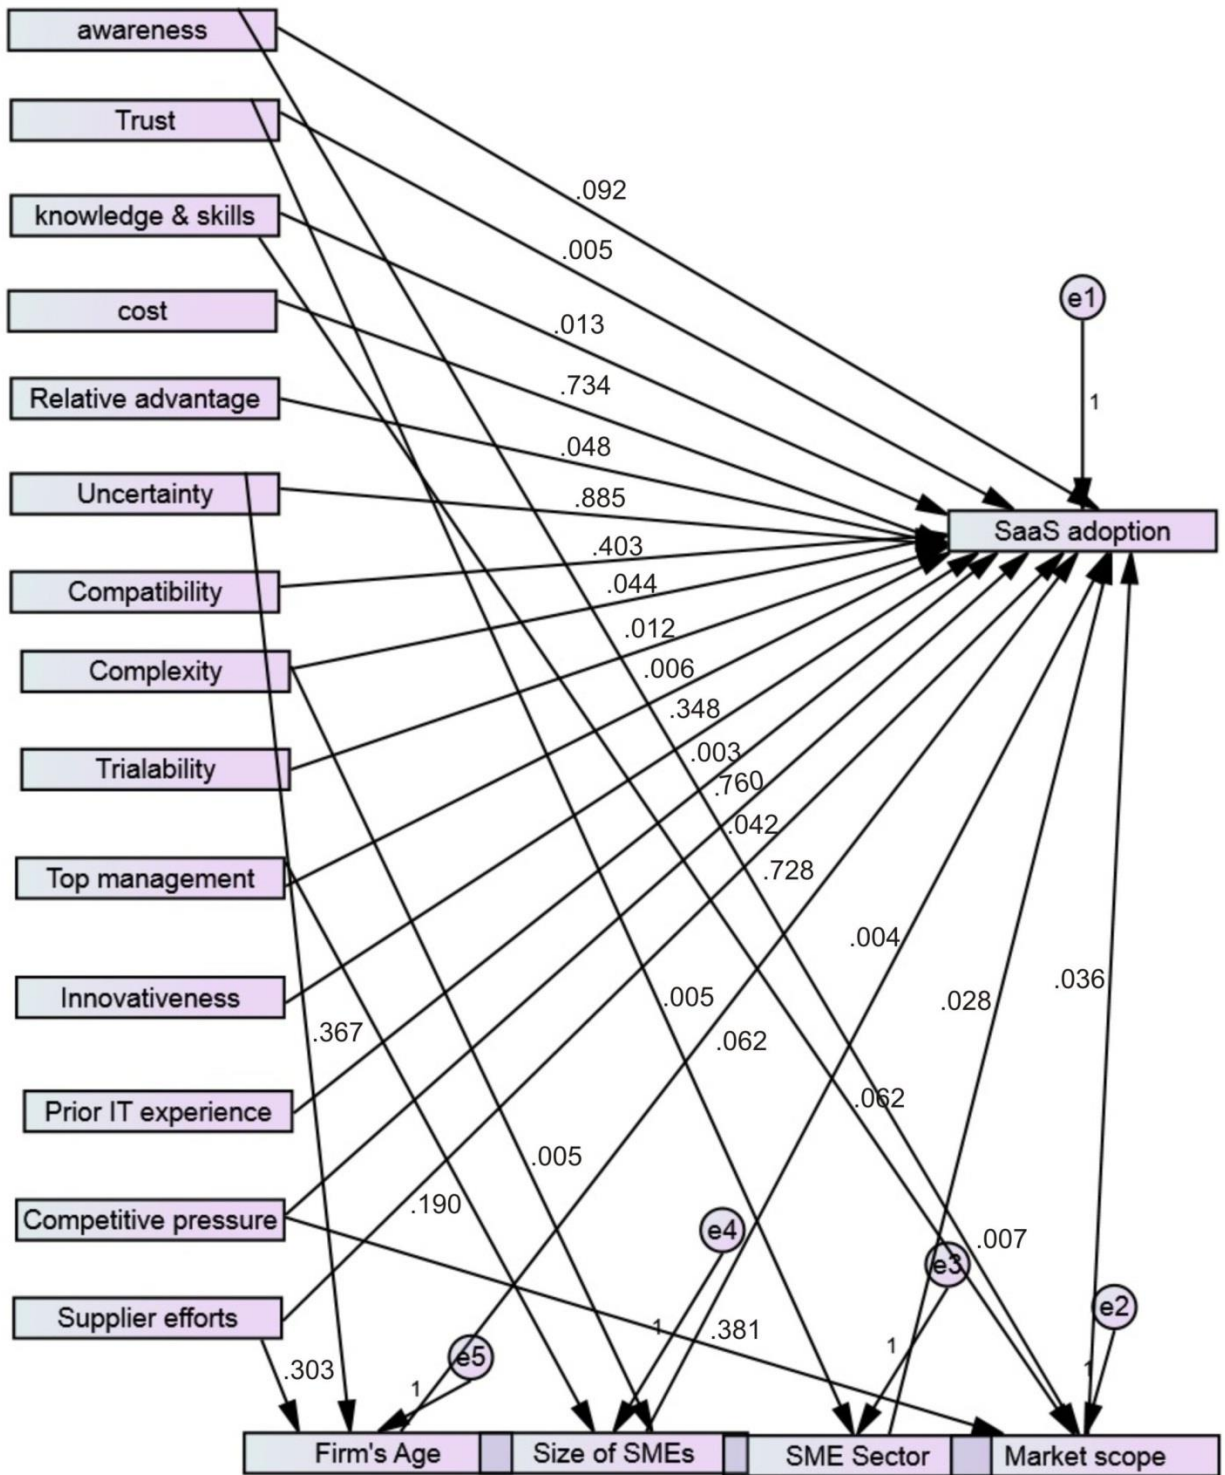 awareness
Trust
.092
knowledge & skills
.005
e1
cost
.013
.734
Relative advantage
1
.048
Uncertainty
.885
SaaS adoption
.403
Compatibility
.044
.012
Complexity
.006
.348
Trialability
.003
.760
.042
Top management
.728
.004
.036
Innovativeness
.005
.028
.367
.062
Prior IT experience
.062
.005
.190
Competitive pressure
e4
.007
e3
Supplier efforts
e2
1
.381
1
e5
.303
1
1
Firm's Age
Size of SMEs
SME Sector
Market scope